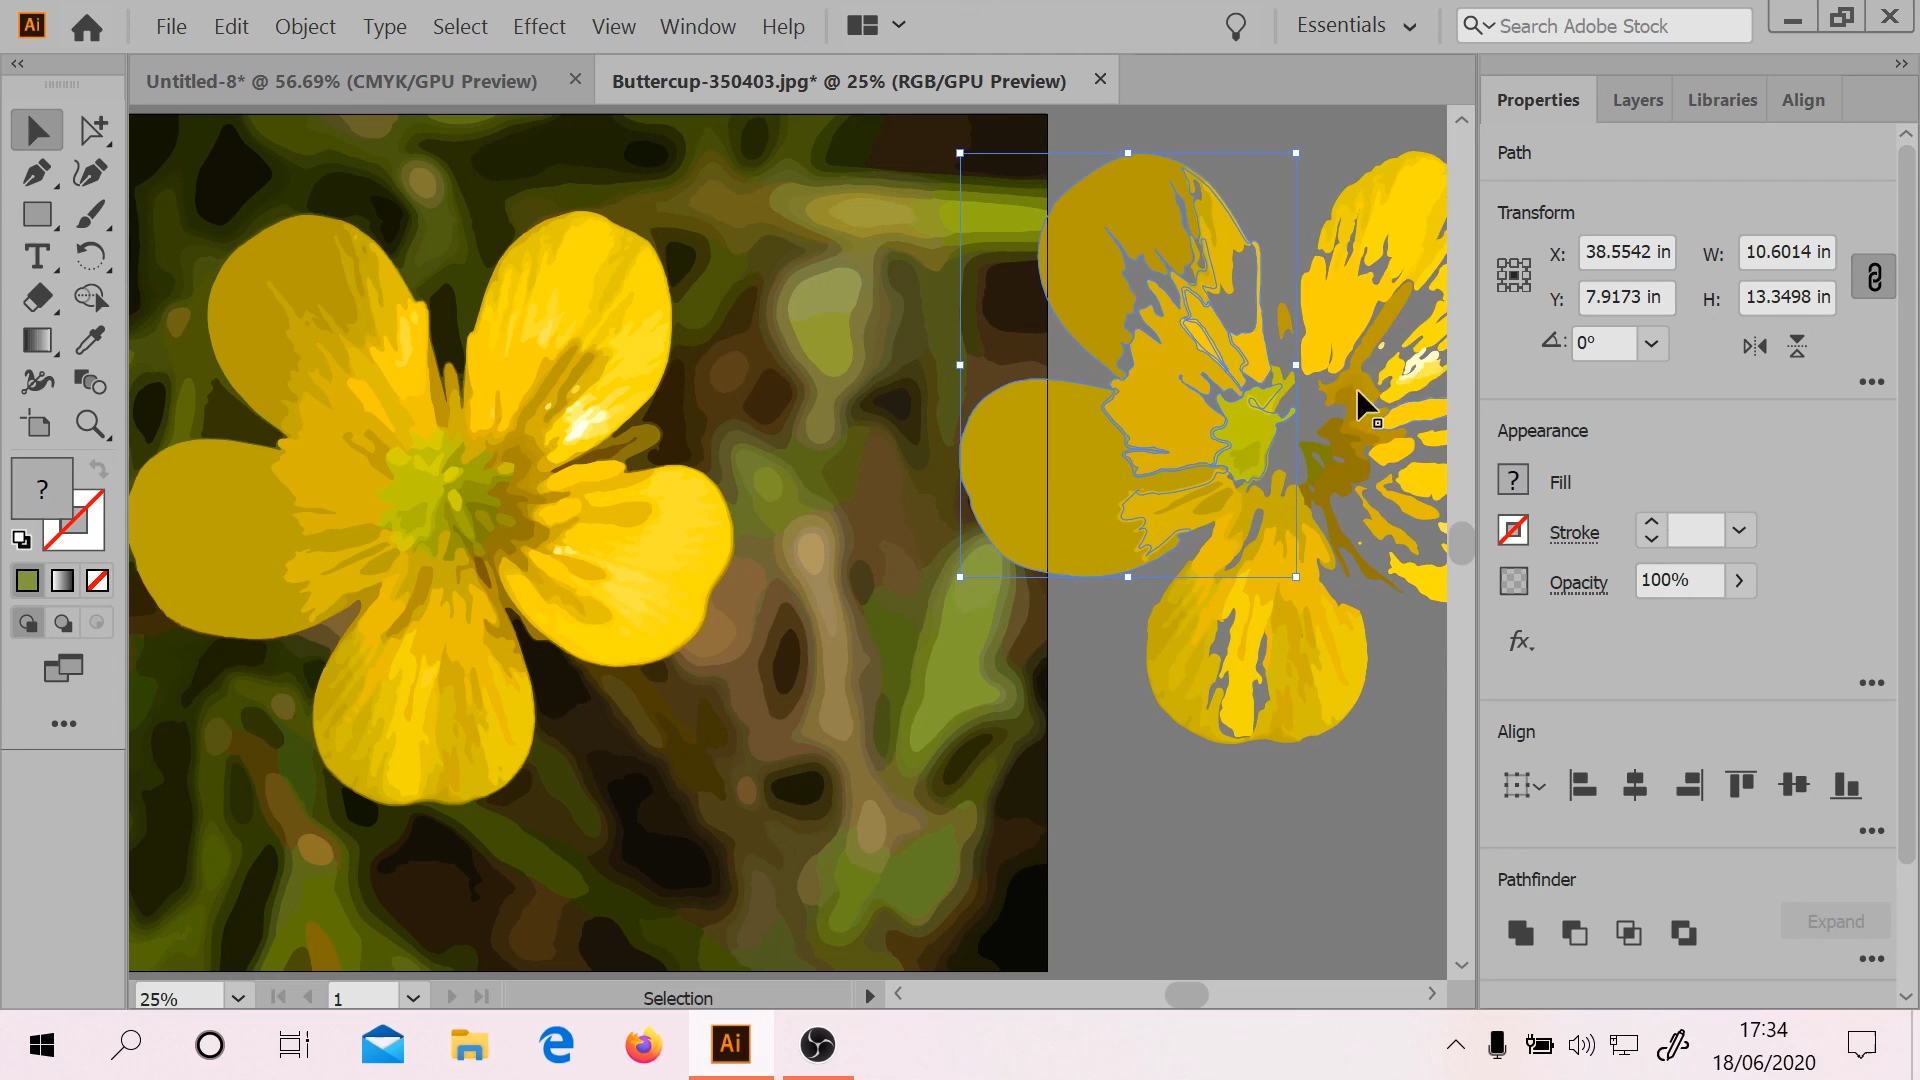 Ai File Edit Object Type Select Effect View Window Help Essentials Search Adobe Stock
Untitled-8* @ 56.69% (CMYK/GPU Preview) Buttercup-350403.jpg* @ 25% (RGB/GPU Preview)
Properties Layers Libraries Align
Path
Transform
X: 38.5542 in W: 10.6014 in
Y: 7.9173 in H: 13.3498 in
0°
Appearance
? Fill
Stroke
Opacity 100%
fx.
Align
Pathfinder
Expand
T
?
25% 1 Selection
Ai
17:34
18/06/2020